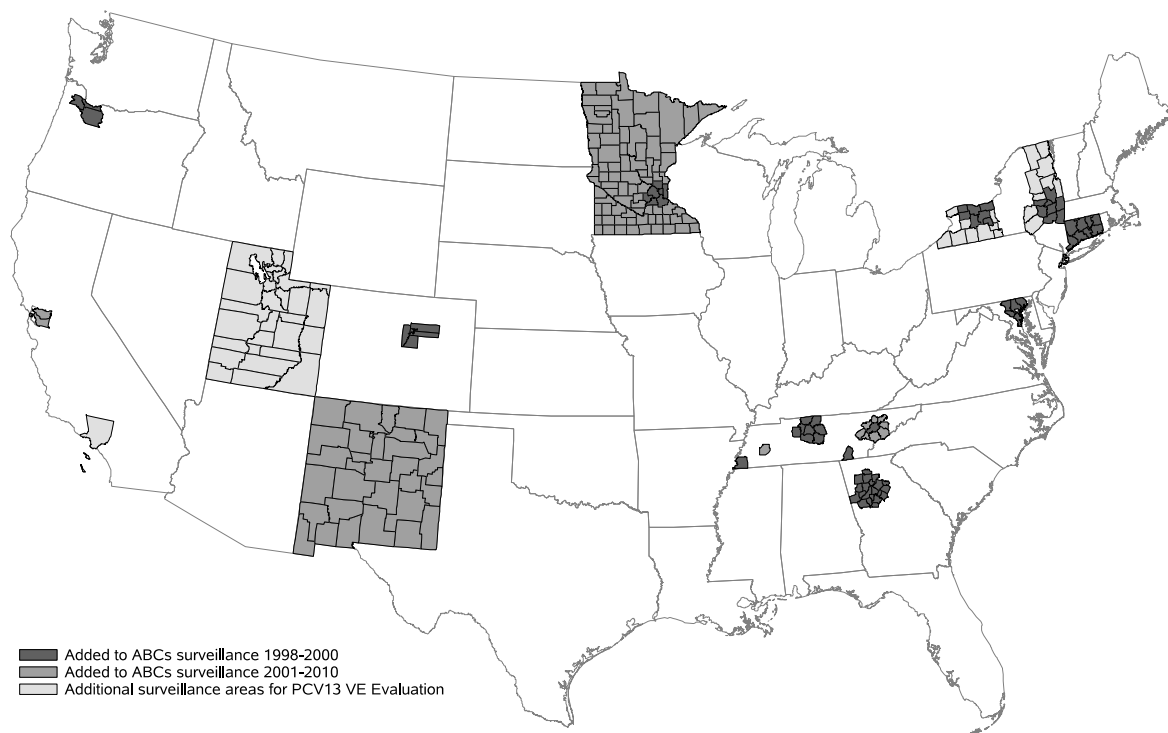 Added to ABCs surveillance 1998-2000
Added to ABCs surveillance 2001-2010
Additional surveillance areas for PCV13 VE Evaluation